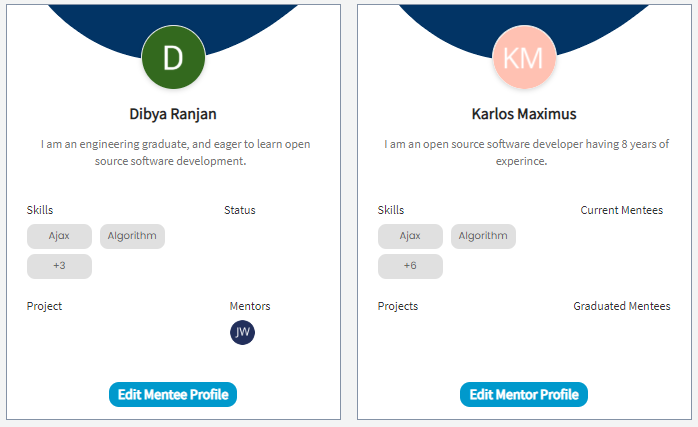 D
Dibya Ranjan
I am an engineering graduate, and eager to learn open
source software development.
Skills
Status
Ajax
Algorithm
+3
Project
Mentors
JW
Edit Mentee Profile
KM
Karlos Maximus
I am an open source software developer having 8 years of
experince.
Skills
Current Mentees
Ajax
Algorithm
+6
Projects
Graduated Mentees
Edit Mentor Profile